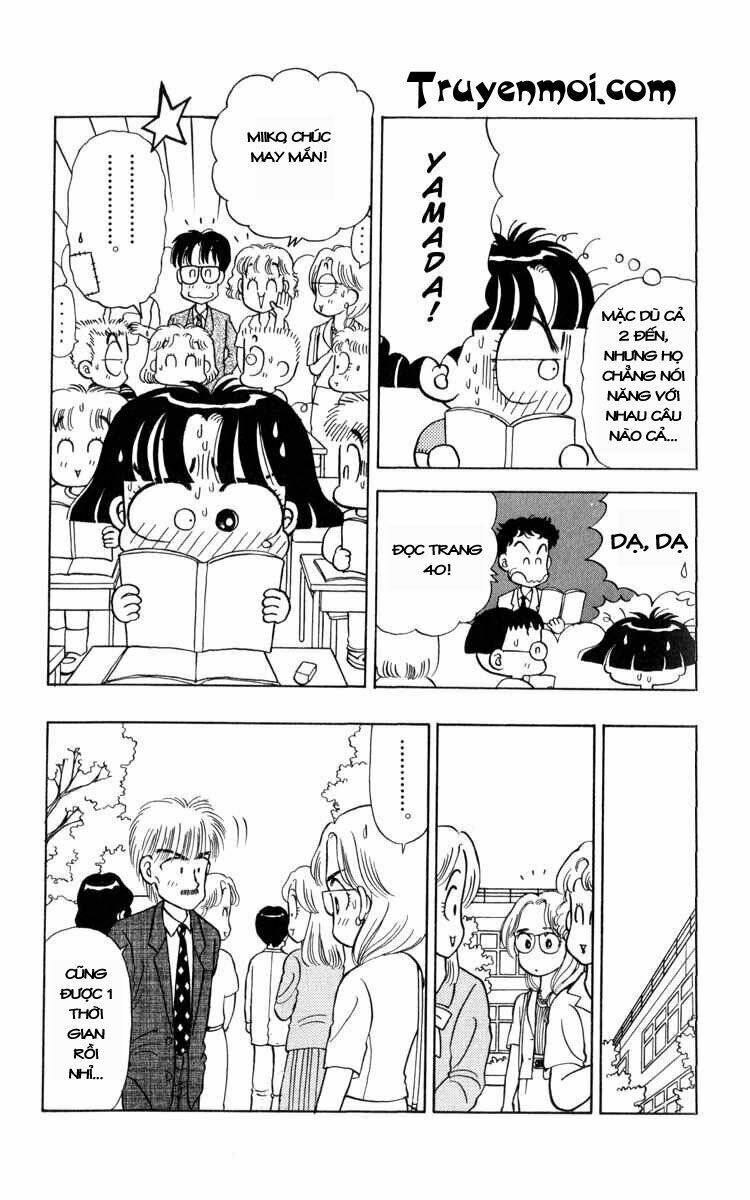 Truyenmoi.com
YAMADA!
MẶC DÙ CẢ
2 ĐẾN,
NHƯNG HỌ
CHẲNG NÓI
NĂNG VỚI
NHAU CÂU
NÀO CẢ...
MIIKO, CHÚC
MAY MẮN!
..........
......
DẠ, DẠ
ĐỌC TRANG
40!
..........
CŨNG
ĐƯỢC 1
THỜI
GIAN
RỒI
NHỈ...